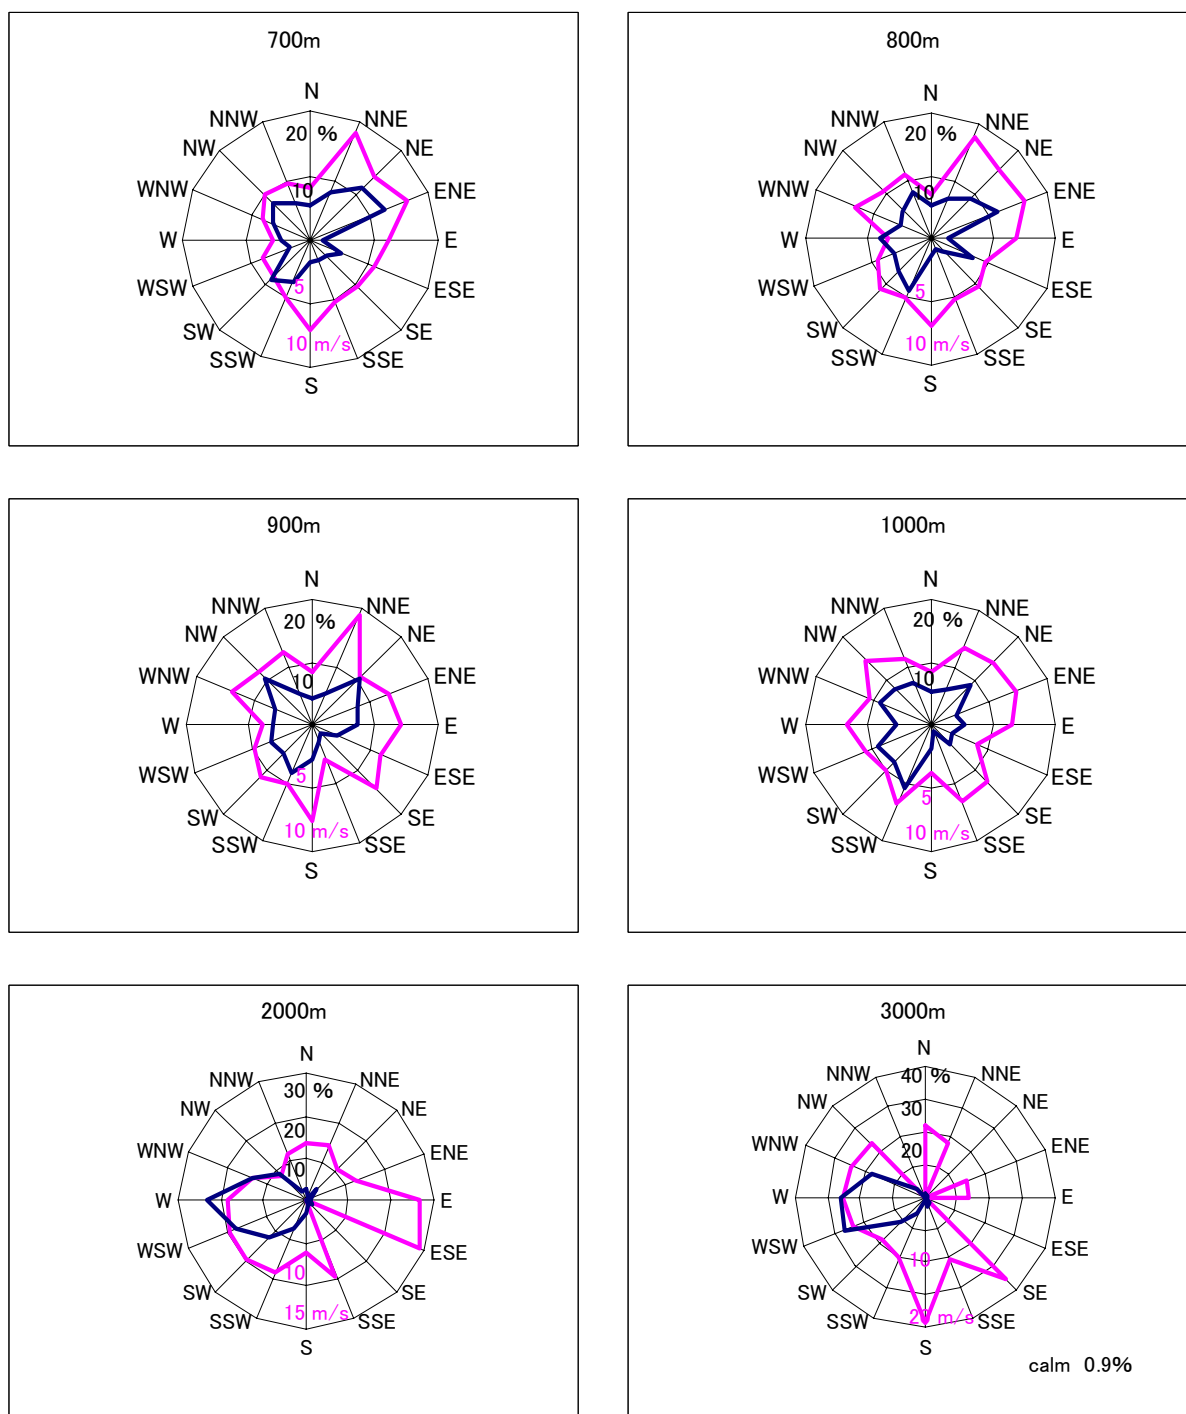 700m
N
NNW NNE
20 %
NW NE
10
WNW ENE
W E
WSW ESE
5
SW SE
10 m/s
SSW SSE
S
800m
N
NNW NNE
20 %
NW NE
10
WNW ENE
W E
WSW ESE
5
SW SE
10 m/s
SSW SSE
S
900m
N
NNW NNE
20 %
NW NE
10
WNW ENE
W E
WSW ESE
5
SW SE
10 m/s
SSW SSE
S
1000m
N
NNW NNE
20 %
NW NE
10
WNW ENE
W E
WSW ESE
5
SW SE
10 m/s
SSW SSE
S
2000m
N
NNW NNE
30 %
NW NE
20
WNW ENE
10
W E
WSW ESE
10
SW SE
15 m/s
SSW SSE
S
3000m
N
40 %
NNW NNE
30
NW NE
20
WNW ENE
W E
WSW ESE
10
SW SE
20 m/s
SSW SSE
S
calm 0.9%